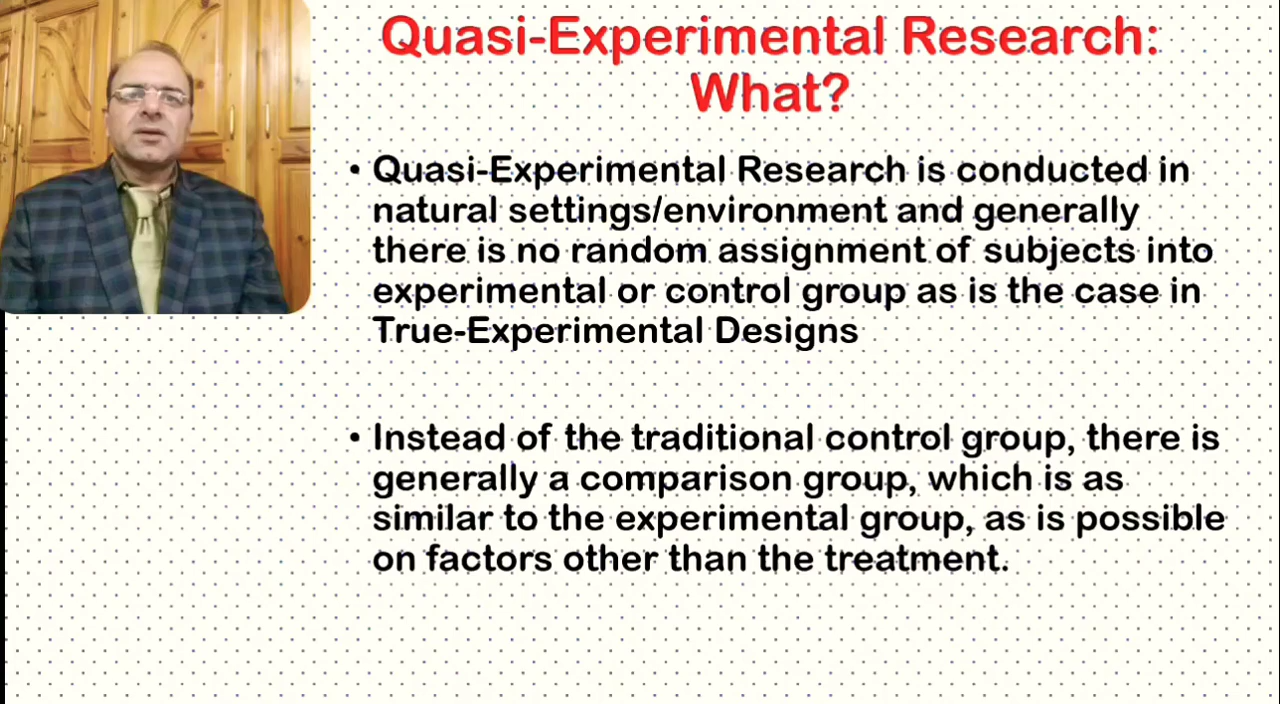 Quasi-Experimental Research:
What?
• Quasi-Experimental Research is conducted in
natural settings/environment and generally
there is no random assignment of subjects into
experimental or control group as is the case in
True-Experimental Designs
• Instead of the traditional control group, there is
generally a comparison group, which is as
similar to the experimental group, as is possible
on factors other than the treatment.